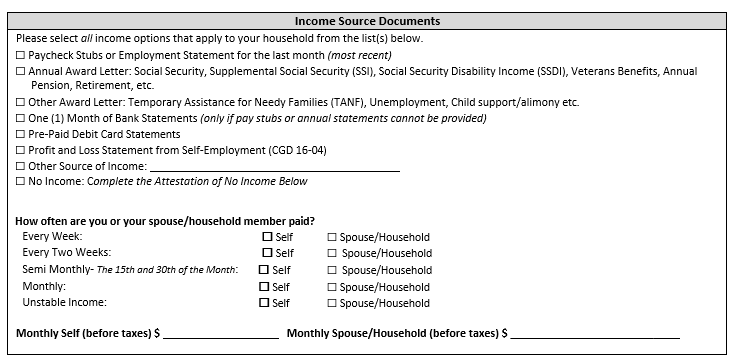 Income Source Documents
Please select all income options that apply to your household from the list(s) below.
☐ Paycheck Stubs or Employment Statement for the last month (most recent)
☐ Annual Award Letter: Social Security, Supplemental Social Security (SSI), Social Security Disability Income (SSDI), Veterans Benefits, Annual
Pension, Retirement, etc.
☐ Other Award Letter: Temporary Assistance for Needy Families (TANF), Unemployment, Child support/alimony etc.
☐ One (1) Month of Bank Statements (only if pay stubs or annual statements cannot be provided)
☐ Pre-Paid Debit Card Statements
☐ Profit and Loss Statement from Self-Employment (CGD 16-04)
☐ Other Source of Income: ____________________
☐ No Income: Complete the Attestation of No Income Below
How often are you or your spouse/household member paid?
Every Week: ☐ Self ☐ Spouse/Household
Every Two Weeks: ☐ Self ☐ Spouse/Household
Semi Monthly- The 15th and 30th of the Month: ☐ Self ☐ Spouse/Household
Monthly: ☐ Self ☐ Spouse/Household
Unstable Income: ☐ Self ☐ Spouse/Household
Monthly Self (before taxes) $ ____________________ Monthly Spouse/Household (before taxes) $ ____________________